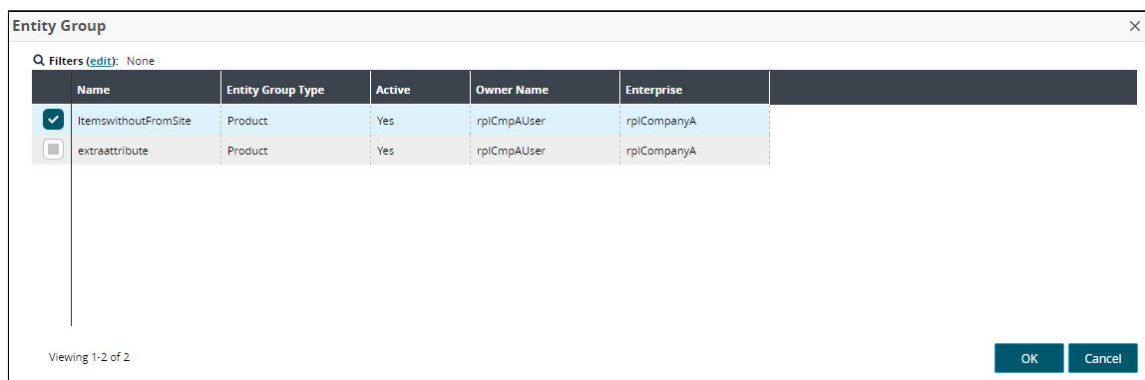 Entity Group
Filters (edit): None
Name Entity Group Type Active Owner Name Enterprise
ItemswithoutFromSite Product Yes rplCmpAUser rplCompanyA
extraattribute Product Yes rplCmpAUser rplCompanyA
Viewing 1-2 of 2
OK Cancel